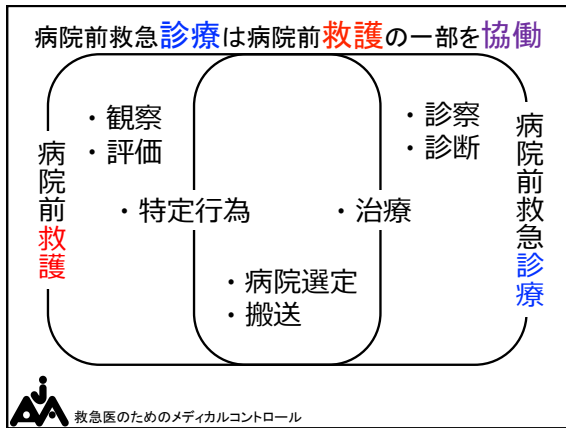 病院前救急診療は病院前救護の一部を協働
病院前救護
・観察
・評価
・特定行為
・病院選定
・搬送
・治療
・診察
・診断
病院前救急診療
救急医のためのメディカルコントロール